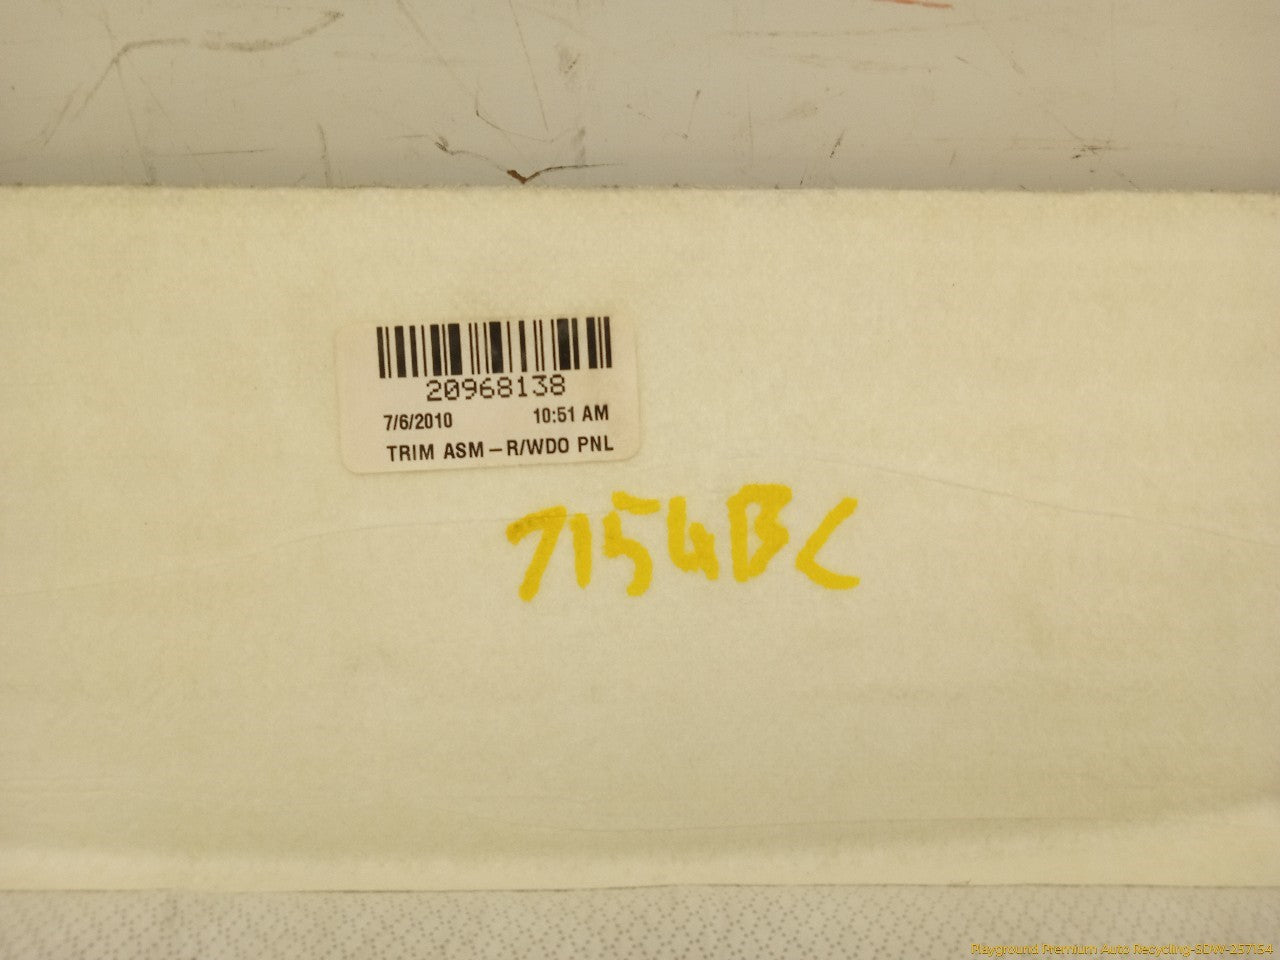 20968138
7/6/2010 10:51 AM
TRIM ASM – R/WDO PNL
7154BC
Playground Premium Auto Recycling-SDW-257154